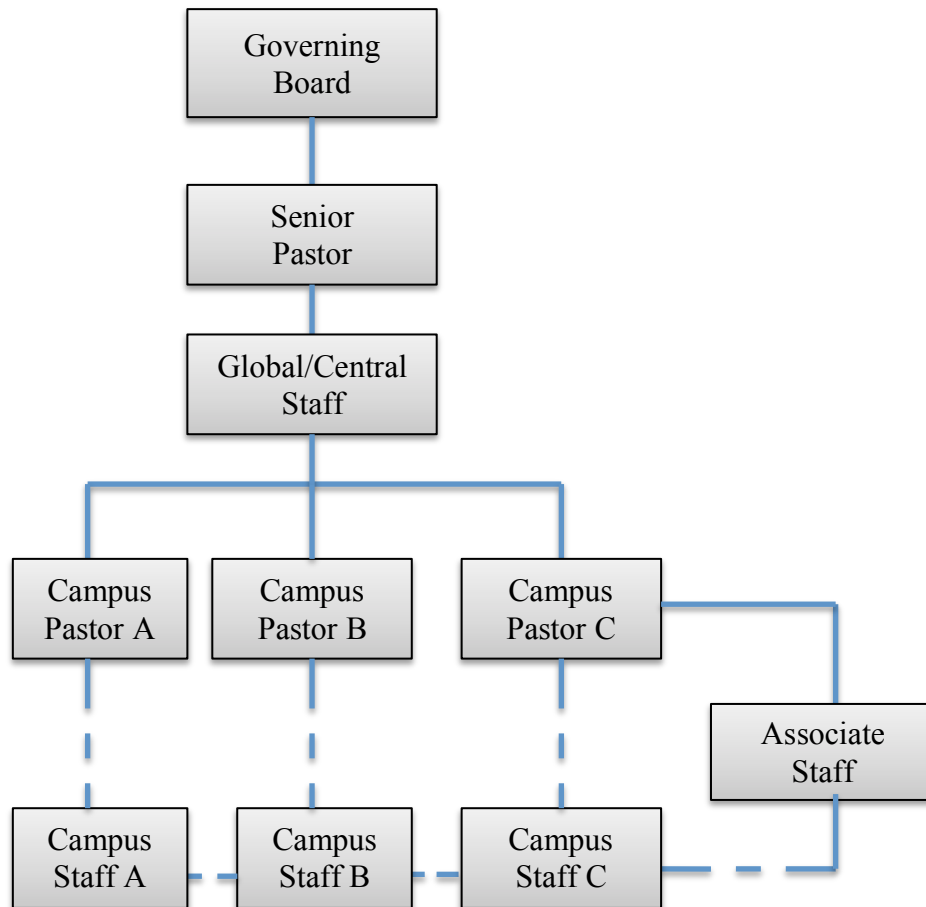 Governing
Board
Senior
Pastor
Global/Central
Staff
Campus
Pastor A
Campus
Pastor B
Campus
Pastor C
Associate
Staff
Campus
Staff A
Campus
Staff B
Campus
Staff C